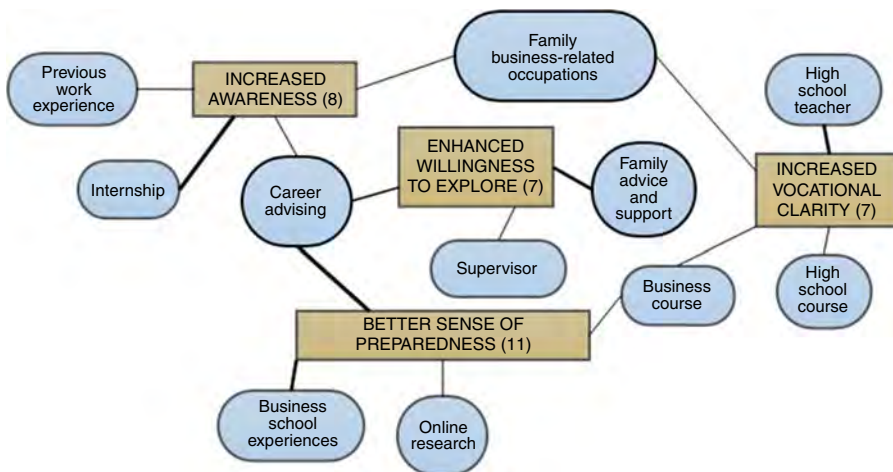 Family
business-related
occupations
Previous
work
experience
INCREASED
AWARENESS (8)
High
school
teacher
Internship
Career
advising
ENHANCED
WILLINGNESS
TO EXPLORE (7)
Family
advice
and
support
INCREASED
VOCATIONAL
CLARITY (7)
Supervisor
Business
course
High
school
course
BETTER SENSE OF
PREPAREDNESS (11)
Business
school
experiences
Online
research